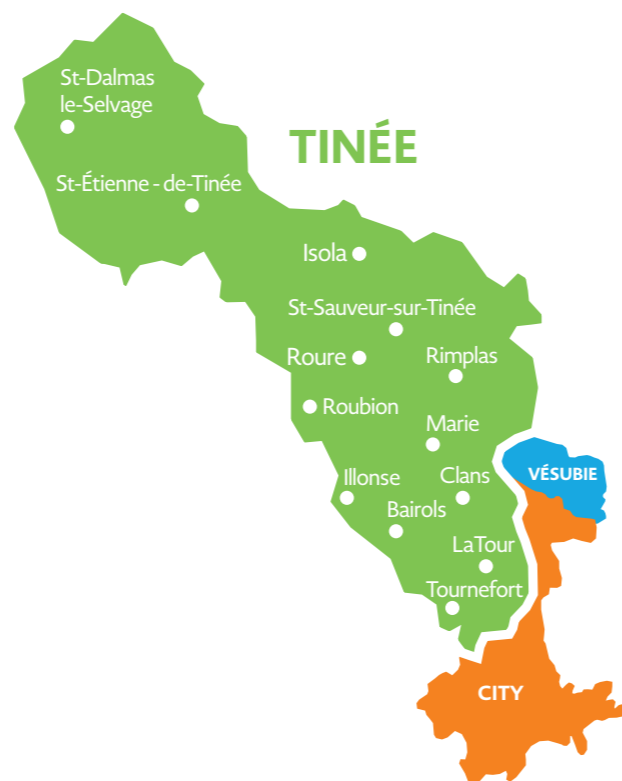 St-Dalmas
le-Selvage
TINÉE
St-Étienne - de-Tinée
Isola
St-Sauveur-sur-Tinée
Roure
Rimplas
Roubion
Marie
VÉSUBIE
Illonse
Clans
Bairols
LaTour
Tournefort
CITY